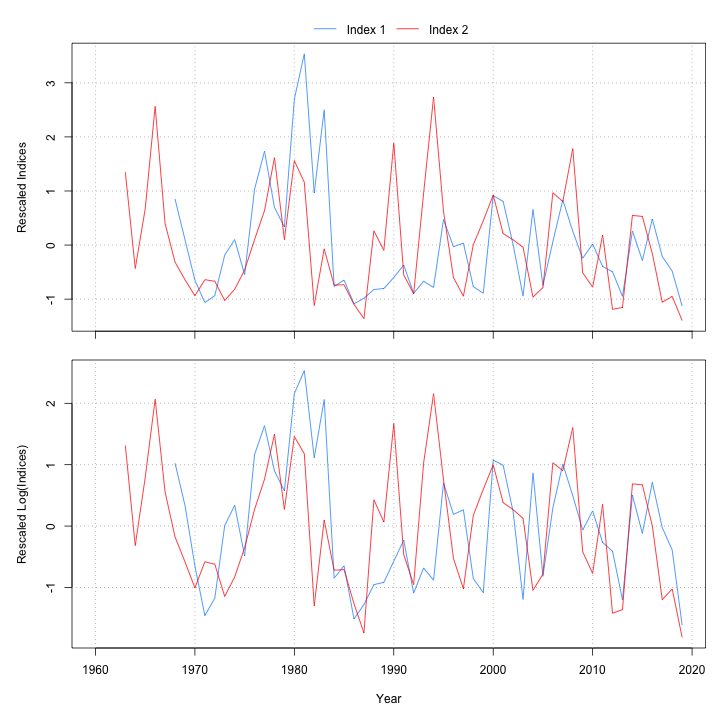 Index 1 Index 2
Rescaled Indices
3
2
1
0
-1
Rescaled Log(Indices)
2
1
0
-1
1960 1970 1980 1990 2000 2010 2020
Year